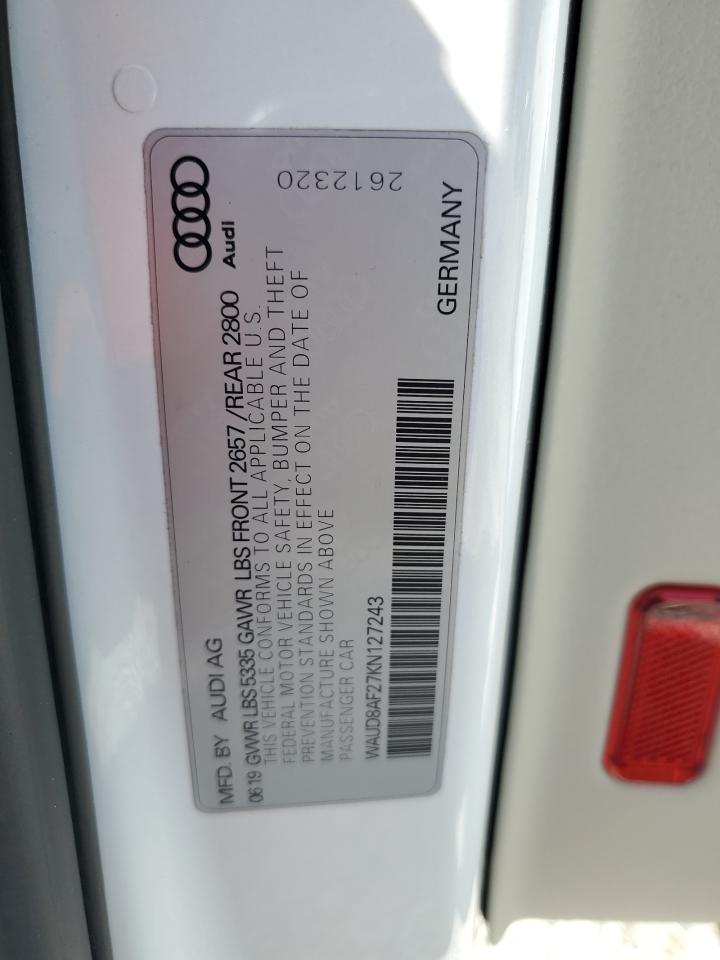 MFD. BY AUDI AG
Audi
06 19 GVWR LBS 5335 GAWR LBS FRONT 2657 / REAR 2800
THIS VEHICLE CONFORMS TO ALL APPLICABLE U.S.
FEDERAL MOTOR VEHICLE SAFETY, BUMPER AND THEFT
PREVENTION STANDARDS IN EFFECT ON THE DATE OF
MANUFACTURE SHOWN ABOVE
PASSENGER CAR
WAUD8AF27KN127243
GERMANY
2612320